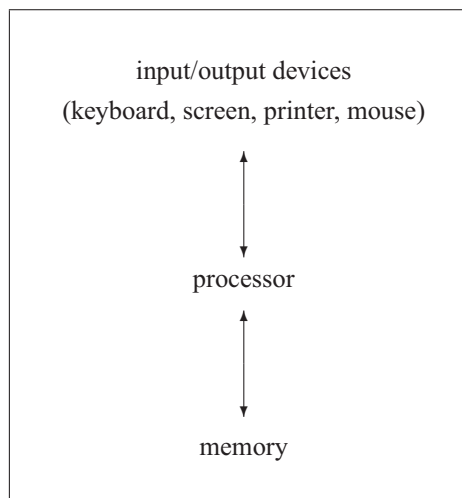 input/output devices
(keyboard, screen, printer, mouse)
processor
memory